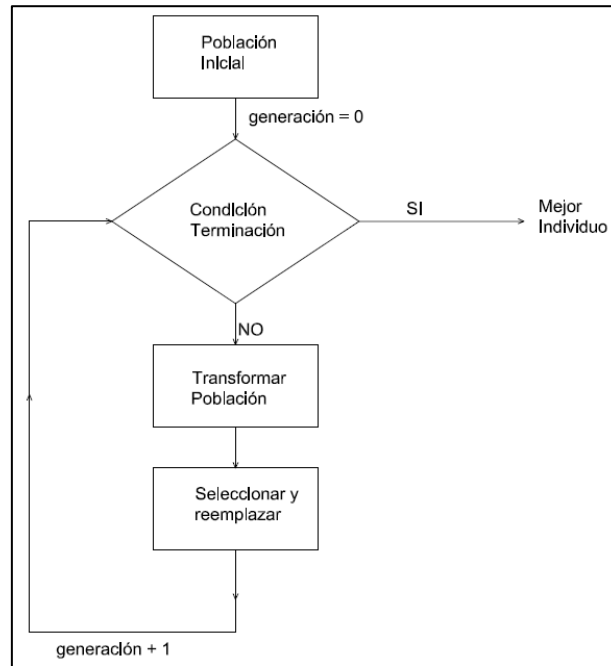 Población
Inicial
generación = 0
Condición
Terminación
SI
Mejor
Individuo
NO
Transformar
Población
Seleccionar y
reemplazar
generación + 1